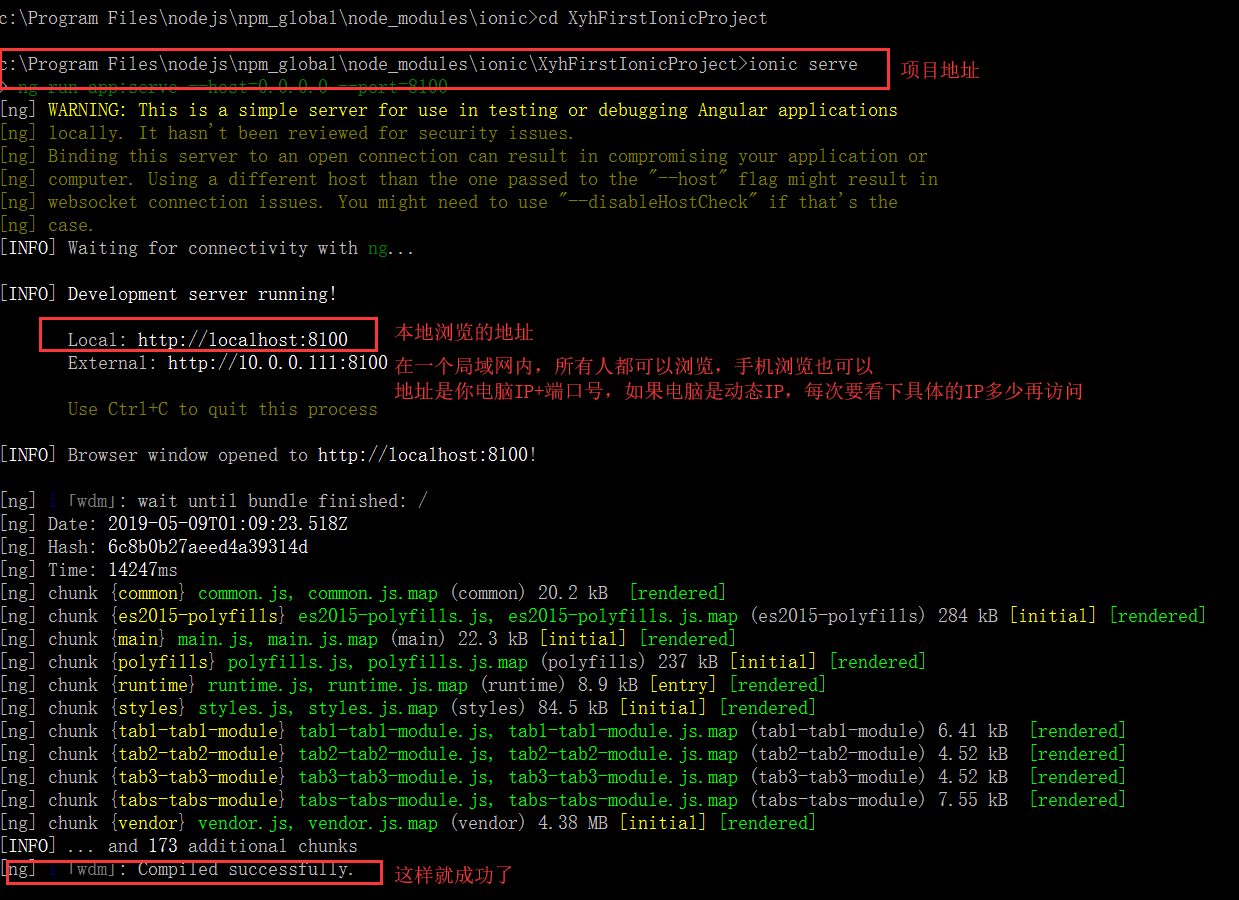 c:\Program Files\nodejs\npm_global\node_modules\ionic>cd XyhFirstIonicProject
c:\Program Files\nodejs\npm_global\node_modules\ionic\XyhFirstIonicProject>ionic serve
项目地址
> ng run app:serve --host=0.0.0.0 --port=8100
[ng] WARNING: This is a simple server for use in testing or debugging Angular applications
[ng] locally. It hasn't been reviewed for security issues.
[ng] Binding this server to an open connection can result in compromising your application or
[ng] computer. Using a different host than the one passed to the "--host" flag might result in
[ng] websocket connection issues. You might need to use "--disableHostCheck" if that's the
[ng] case.
[INFO] Waiting for connectivity with ng...
[INFO] Development server running!
Local: http://localhost:8100
本地浏览的地址
External: http://10.0.0.111:8100
在一个局域网内，所有人都可以浏览，手机浏览也可以
地址是你电脑IP+端口号，如果电脑是动态IP，每次要看下具体的IP多少再访问
Use Ctrl+C to quit this process
[INFO] Browser window opened to http://localhost:8100!
[ng] i ｢wdm｣: wait until bundle finished: /
[ng] Date: 2019-05-09T01:09:23.518Z
[ng] Hash: 6c8b0b27aeed4a39314d
[ng] Time: 14247ms
[ng] chunk {common} common.js, common.js.map (common) 20.2 kB [rendered]
[ng] chunk {es2015-polyfills} es2015-polyfills.js, es2015-polyfills.js.map (es2015-polyfills) 284 kB [initial] [rendered]
[ng] chunk {main} main.js, main.js.map (main) 22.3 kB [initial] [rendered]
[ng] chunk {polyfills} polyfills.js, polyfills.js.map (polyfills) 237 kB [initial] [rendered]
[ng] chunk {runtime} runtime.js, runtime.js.map (runtime) 8.9 kB [entry] [rendered]
[ng] chunk {styles} styles.js, styles.js.map (styles) 84.5 kB [initial] [rendered]
[ng] chunk {tab1-tab1-module} tab1-tab1-module.js, tab1-tab1-module.js.map (tab1-tab1-module) 6.41 kB [rendered]
[ng] chunk {tab2-tab2-module} tab2-tab2-module.js, tab2-tab2-module.js.map (tab2-tab2-module) 4.52 kB [rendered]
[ng] chunk {tab3-tab3-module} tab3-tab3-module.js, tab3-tab3-module.js.map (tab3-tab3-module) 4.52 kB [rendered]
[ng] chunk {tabs-tabs-module} tabs-tabs-module.js, tabs-tabs-module.js.map (tabs-tabs-module) 7.55 kB [rendered]
[ng] chunk {vendor} vendor.js, vendor.js.map (vendor) 4.38 MB [initial] [rendered]
[INFO] ... and 173 additional chunks
[ng] i ｢wdm｣: Compiled successfully.
这样就成功了